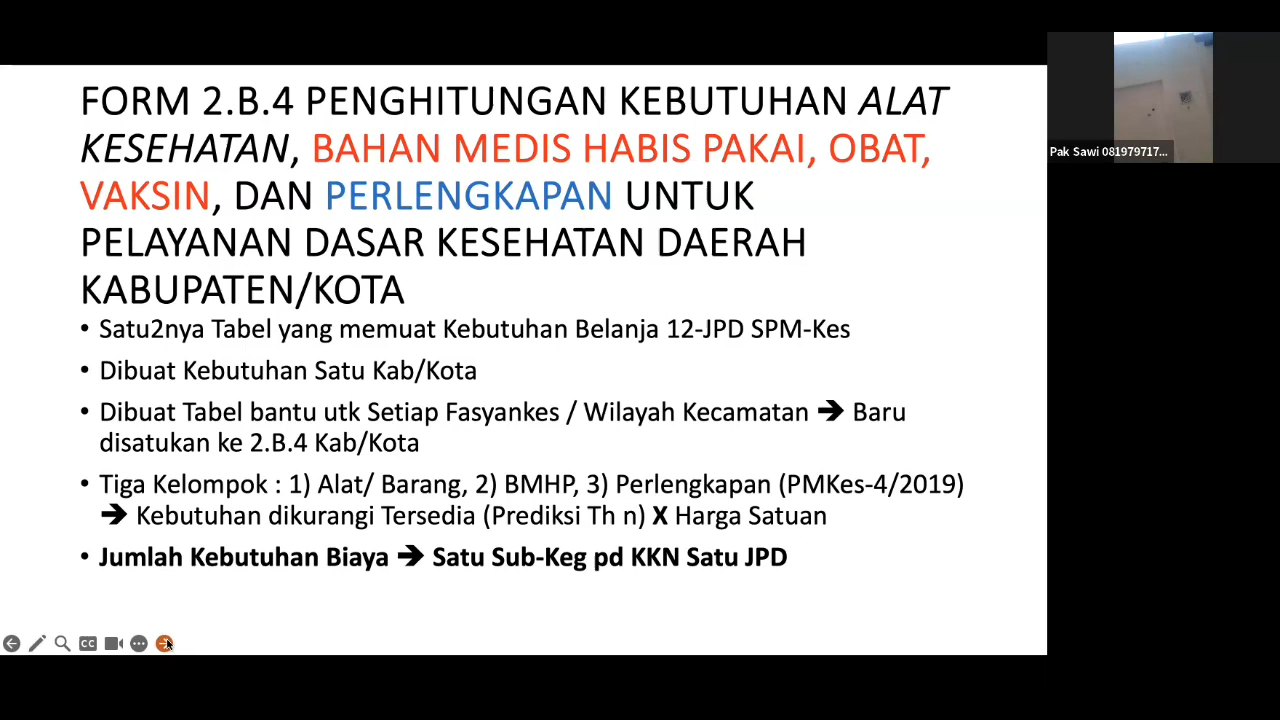 FORM 2.B.4 PENGHITUNGAN KEBUTUHAN ALAT
KESEHATAN, BAHAN MEDIS HABIS PAKAI, OBAT,
VAKSIN, DAN PERLENGKAPAN UNTUK
PELAYANAN DASAR KESEHATAN DAERAH
KABUPATEN/KOTA
• Satu2nya Tabel yang memuat Kebutuhan Belanja 12-JPD SPM-Kes
• Dibuat Kebutuhan Satu Kab/Kota
• Dibuat Tabel bantu utk Setiap Fasyankes / Wilayah Kecamatan ➔ Baru
disatukan ke 2.B.4 Kab/Kota
• Tiga Kelompok : 1) Alat/ Barang, 2) BMHP, 3) Perlengkapan (PMKes-4/2019)
➔ Kebutuhan dikurangi Tersedia (Prediksi Th n) X Harga Satuan
• Jumlah Kebutuhan Biaya ➔ Satu Sub-Keg pd KKN Satu JPD
CC
Pak Sawi 081979717...